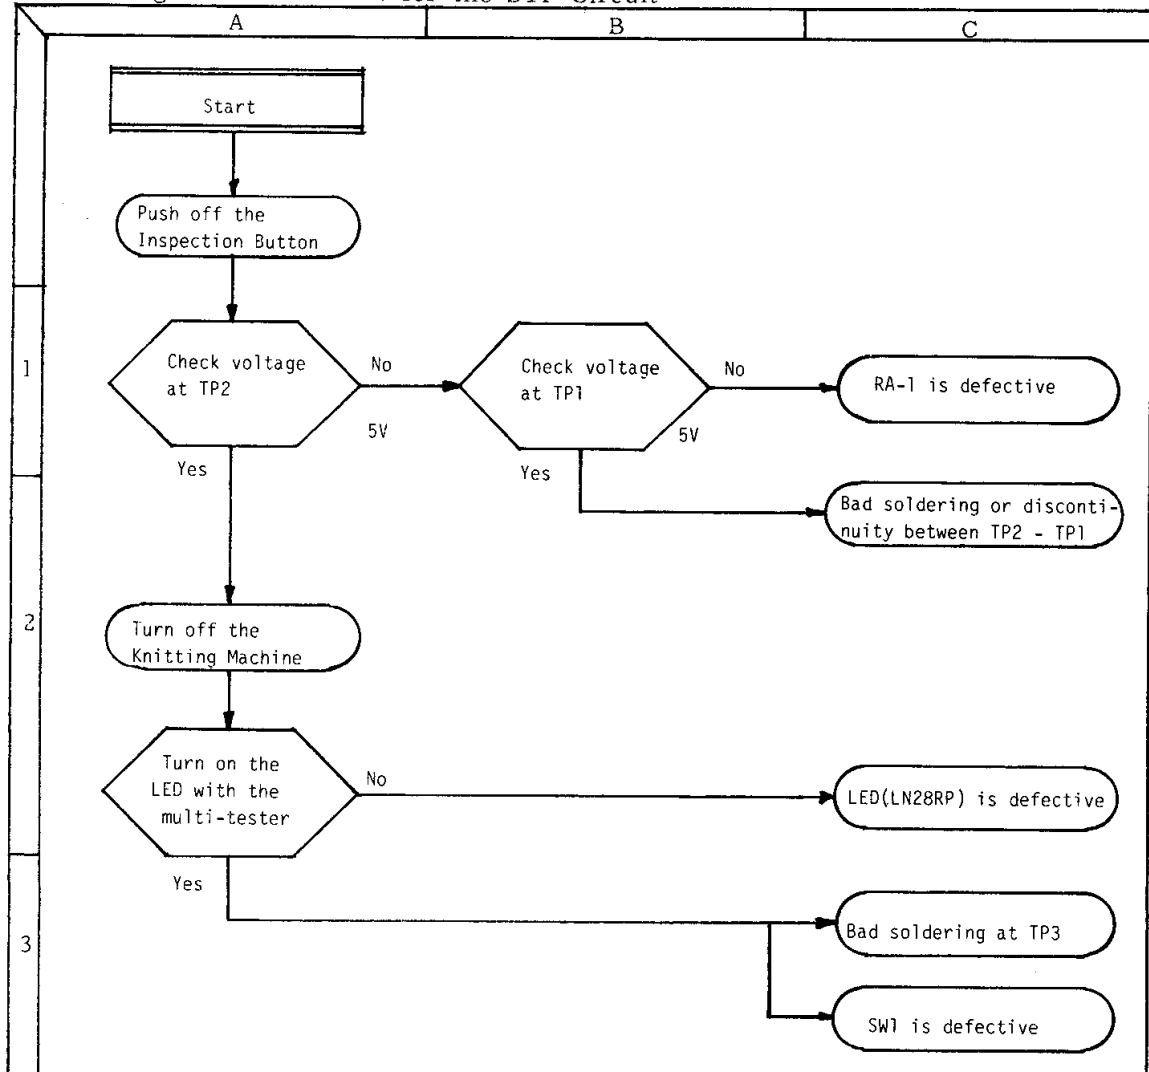 the Circuit
A B C
Start
Push off the
Inspection Button
1
Check voltage
at TP2
No
5V
Yes
Check voltage
at TP1
No
5V
Yes
RA-1 is defective
Bad soldering or disconti-
nuity between TP2 - TP1
2
Turn off the
Knitting Machine
Turn on the
LED with the
multi-tester
No
LED(LN28RP) is defective
Yes
3
Bad soldering at TP3
SW1 is defective